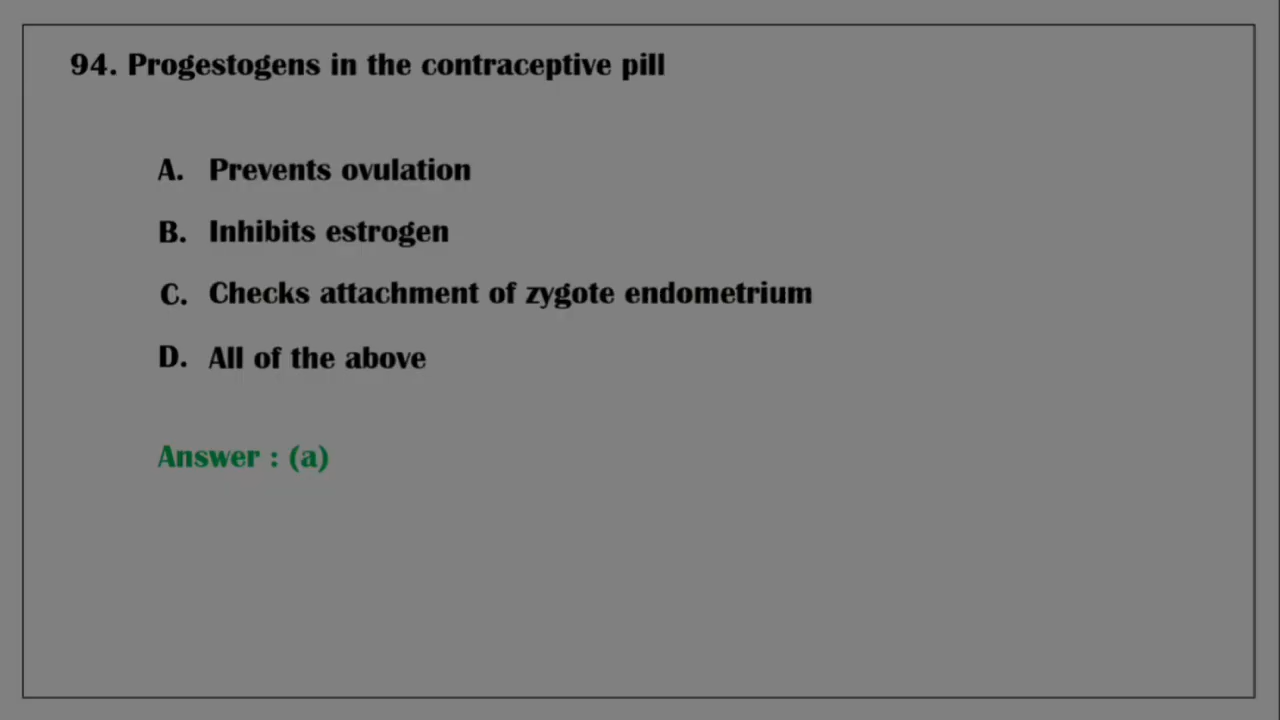 94. Progestogens in the contraceptive pill
A. Prevents ovulation
B. Inhibits estrogen
C. Checks attachment of zygote endometrium
D. All of the above
Answer : (a)